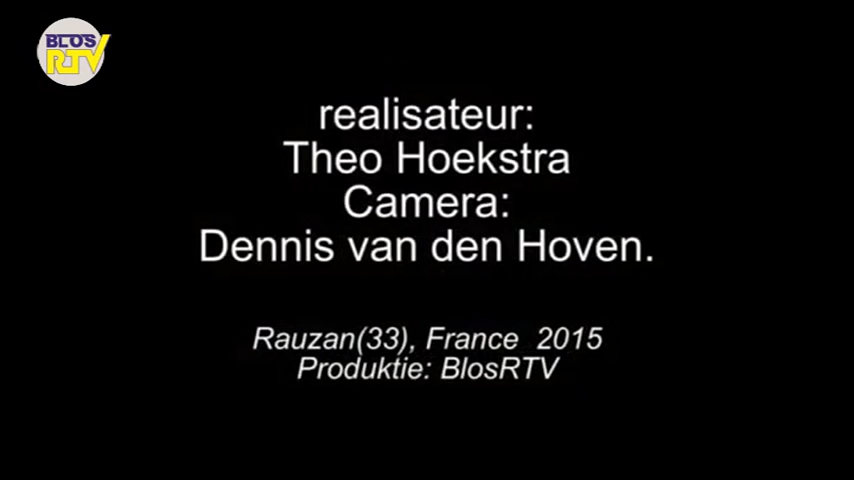 BLOS
RTV
realisateur:
Theo Hoekstra
Camera:
Dennis van den Hoven.
Rauzan(33), France 2015
Produktie: BlosRTV